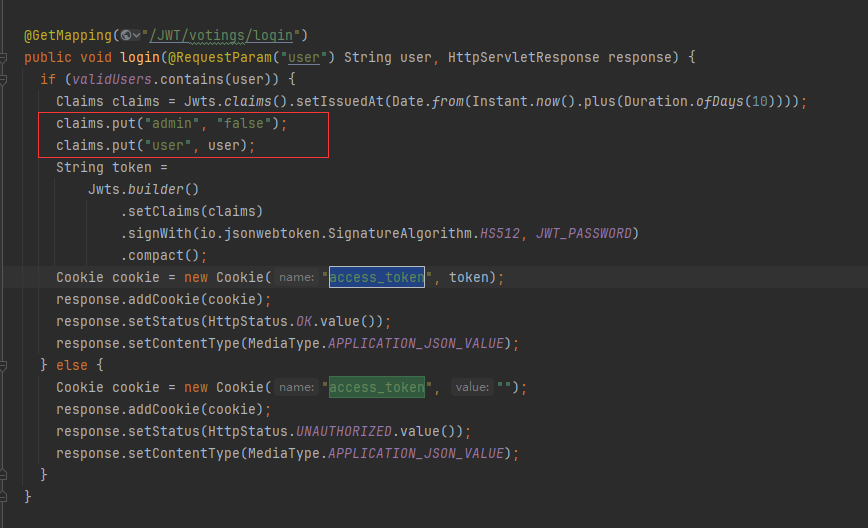 @GetMapping("/JWT/votings/login")
public void login(@RequestParam("user") String user, HttpServletResponse response) {
if (validUsers.contains(user)) {
Claims claims = Jwts.claims().setIssuedAt(Date.from(Instant.now().plus(Duration.ofDays(10))));
claims.put("admin", "false");
claims.put("user", user);
String token =
Jwts.builder()
.setClaims(claims)
.signWith(io.jsonwebtoken.SignatureAlgorithm.HS512, JWT_PASSWORD)
.compact();
Cookie cookie = new Cookie( name: "access_token", token);
response.addCookie(cookie);
response.setStatus(HttpStatus.OK.value());
response.setContentType(MediaType.APPLICATION_JSON_VALUE);
} else {
Cookie cookie = new Cookie( name: "access_token", value: "");
response.addCookie(cookie);
response.setStatus(HttpStatus.UNAUTHORIZED.value());
response.setContentType(MediaType.APPLICATION_JSON_VALUE);
}
}